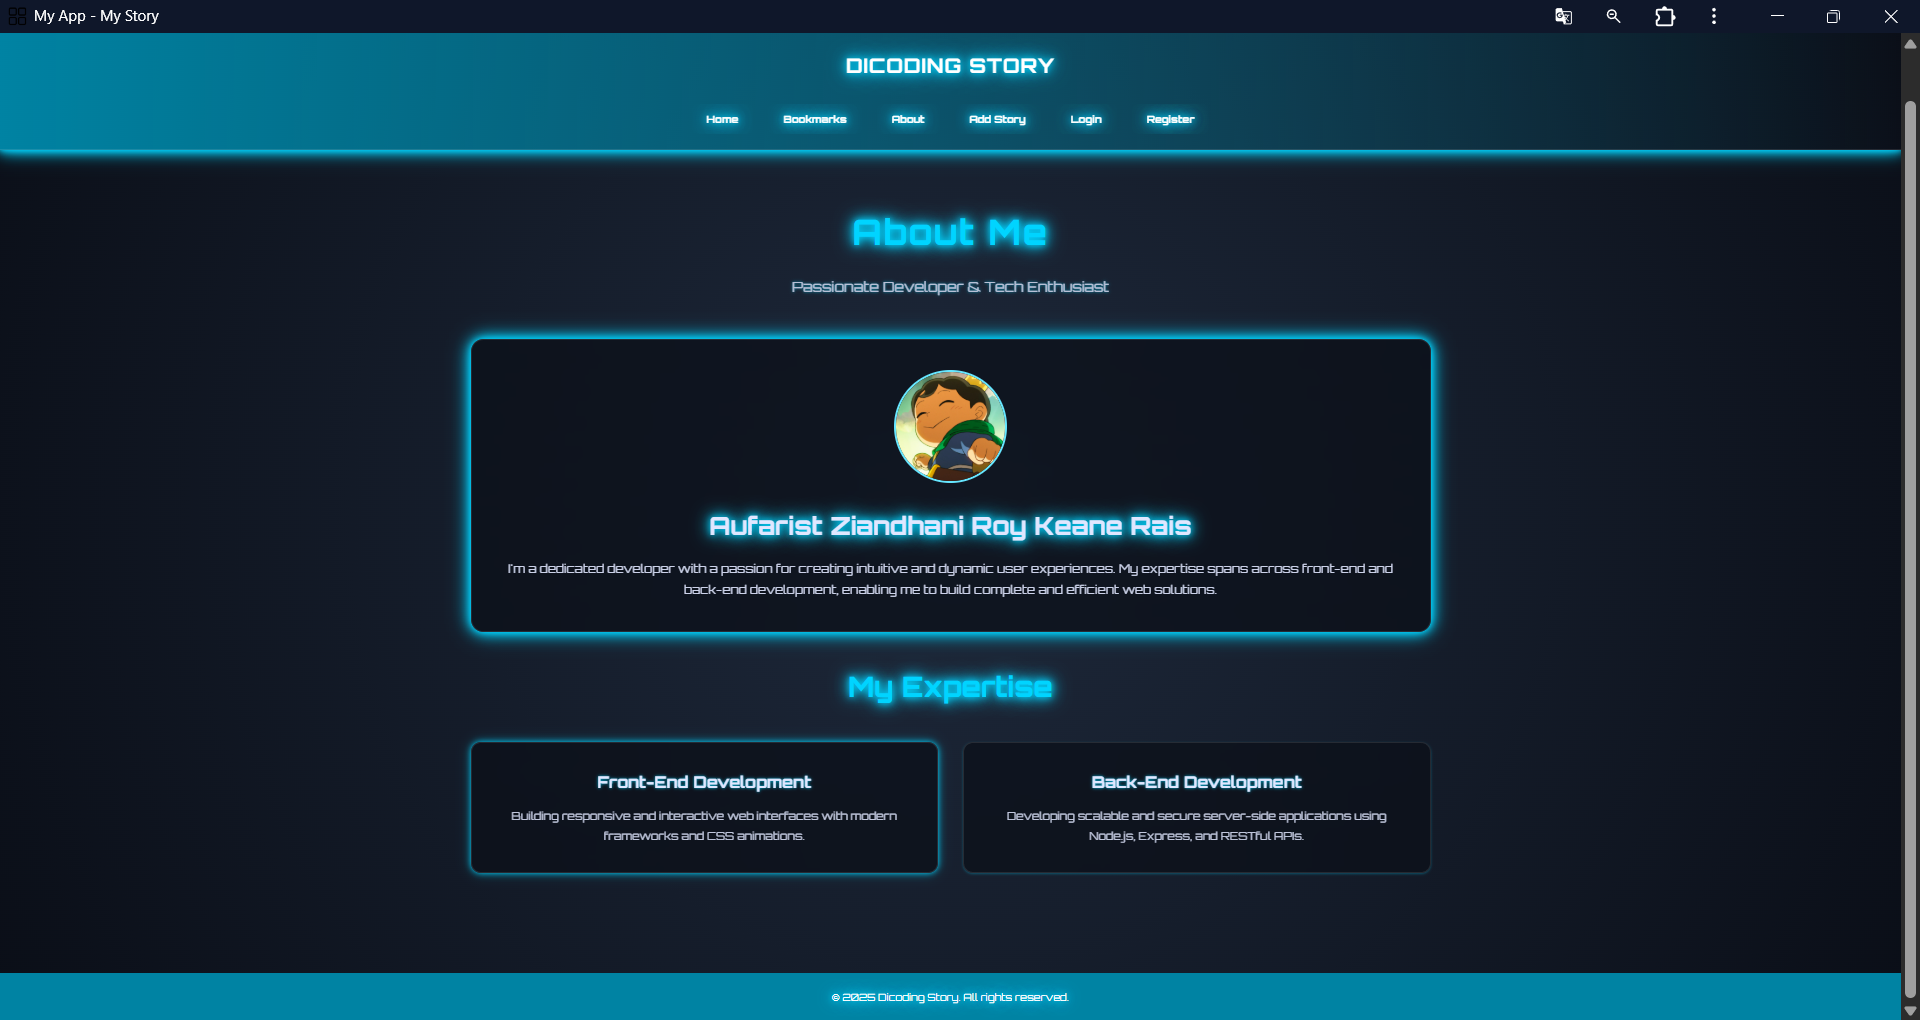 My App - My Story
DICODING STORY
Home Bookmarks About Add Story Login Register
About Me
Passionate Developer & Tech Enthusiast
Aufarist Ziandhani Roy Keane Rais
I'm a dedicated developer with a passion for creating intuitive and dynamic user experiences. My expertise spans across front-end and
back-end development, enabling me to build complete and efficient web solutions.
My Expertise
Front-End Development
Building responsive and interactive web interfaces with modern
frameworks and CSS animations.
Back-End Development
Developing scalable and secure server-side applications using
Node.js, Express, and RESTful APIs.
© 2025 Dicoding Story. All rights reserved.